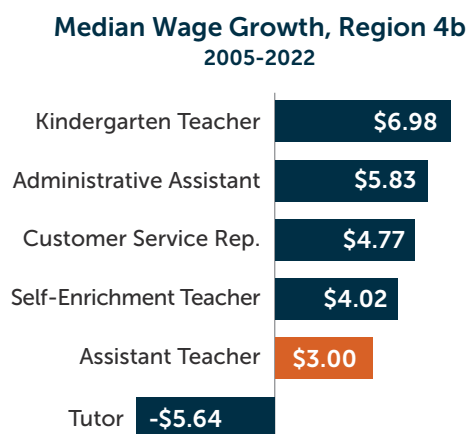 Median Wage Growth, Region 4b
2005-2022
Kindergarten Teacher $6.98
Administrative Assistant $5.83
Customer Service Rep. $4.77
Self-Enrichment Teacher $4.02
Assistant Teacher $3.00
Tutor -$5.64